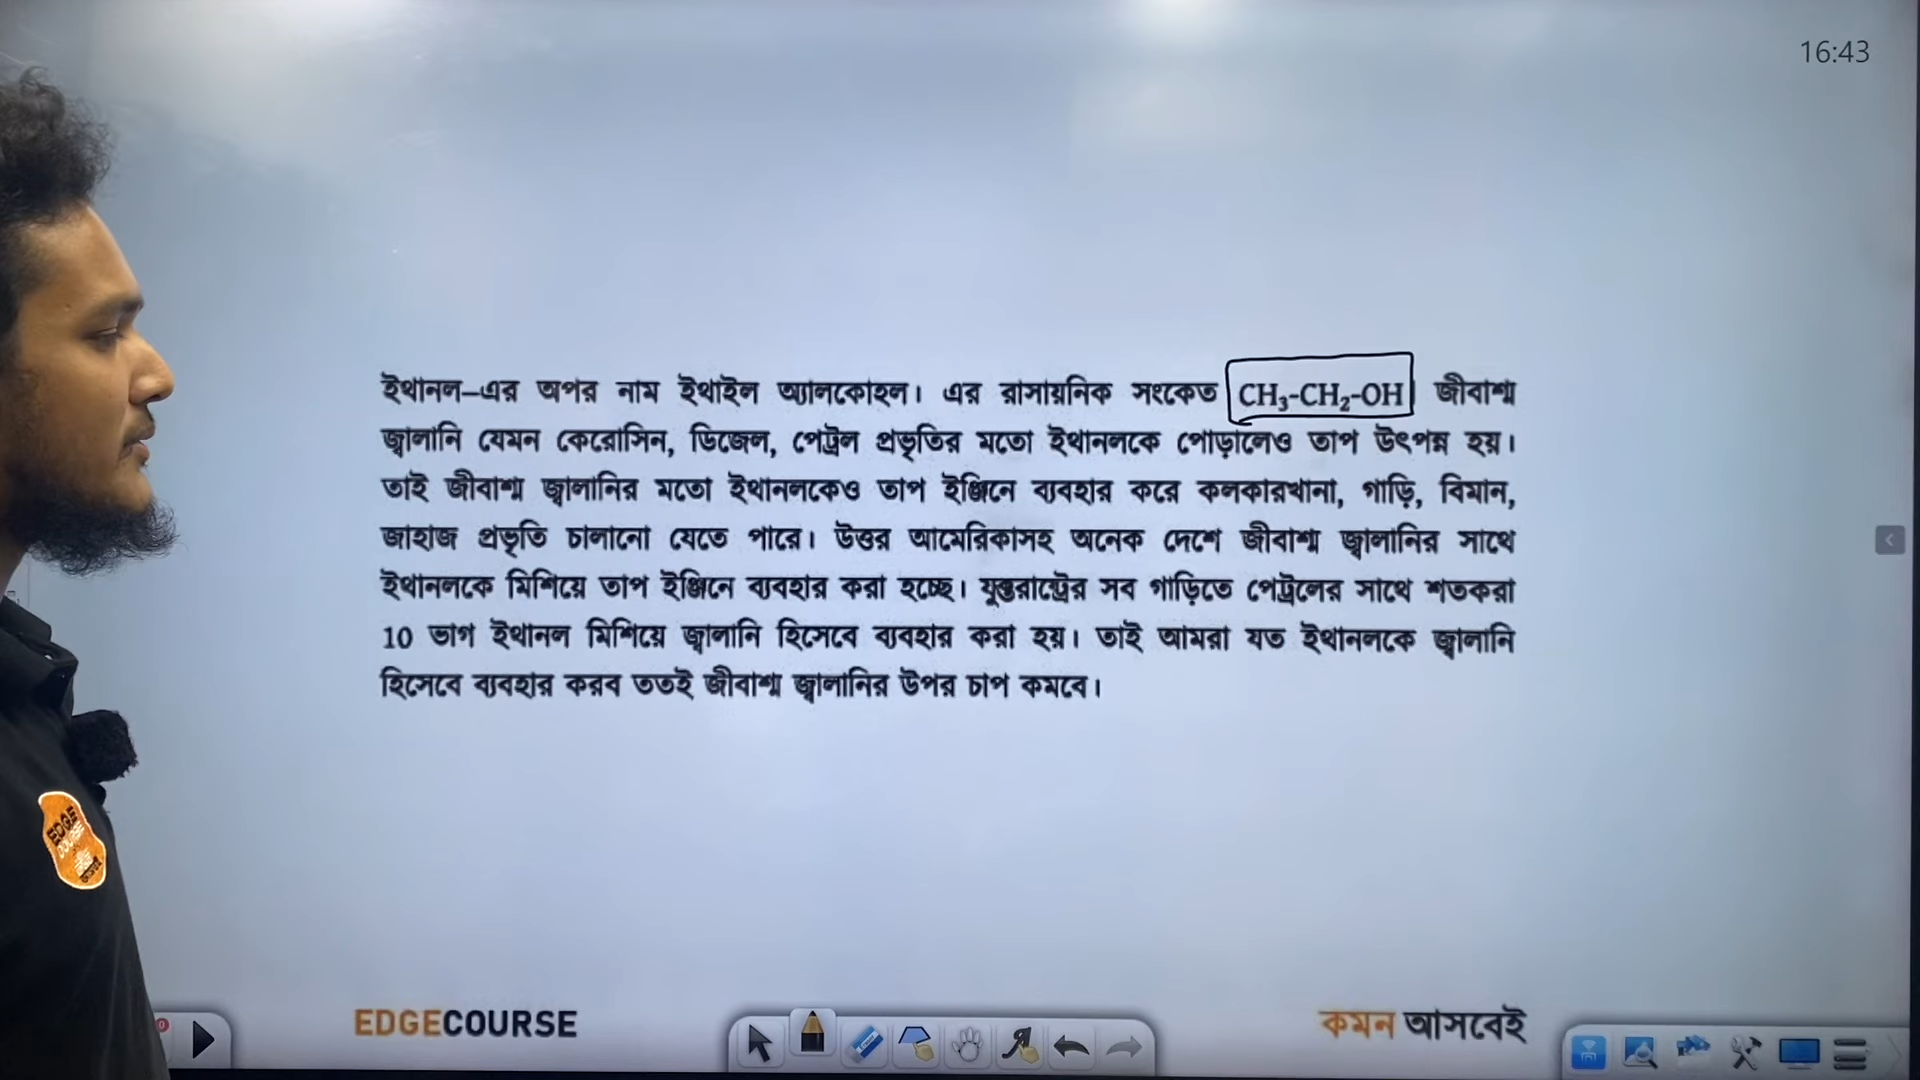 16:43
ইথানল–এর অপর নাম ইথাইল অ্যালকোহল। এর রাসায়নিক সংকেত CH₃-CH₂-OH। জীবাশ্ম
জ্বালানি যেমন কেরোসিন, ডিজেল, পেট্রল প্রভৃতির মতো ইথানলকে পোড়ালেও তাপ উৎপন্ন হয়।
তাই জীবাশ্ম জ্বালানির মতো ইথানলকেও তাপ ইঞ্জিনে ব্যবহার করে কলকারখানা, গাড়ি, বিমান,
জাহাজ প্রভৃতি চালানো যেতে পারে। উত্তর আমেরিকাসহ অনেক দেশে জীবাশ্ম জ্বালানির সাথে
ইথানলকে মিশিয়ে তাপ ইঞ্জিনে ব্যবহার করা হচ্ছে। যুক্তরাষ্ট্রের সব গাড়িতে পেট্রলের সাথে শতকরা
10 ভাগ ইথানল মিশিয়ে জ্বালানি হিসেবে ব্যবহার করা হয়। তাই আমরা যত ইথানলকে জ্বালানি
হিসেবে ব্যবহার করব ততই জীবাশ্ম জ্বালানির উপর চাপ কমবে।
EDGE
COURSE
EDGECOURSE
কমন আসবেই
0